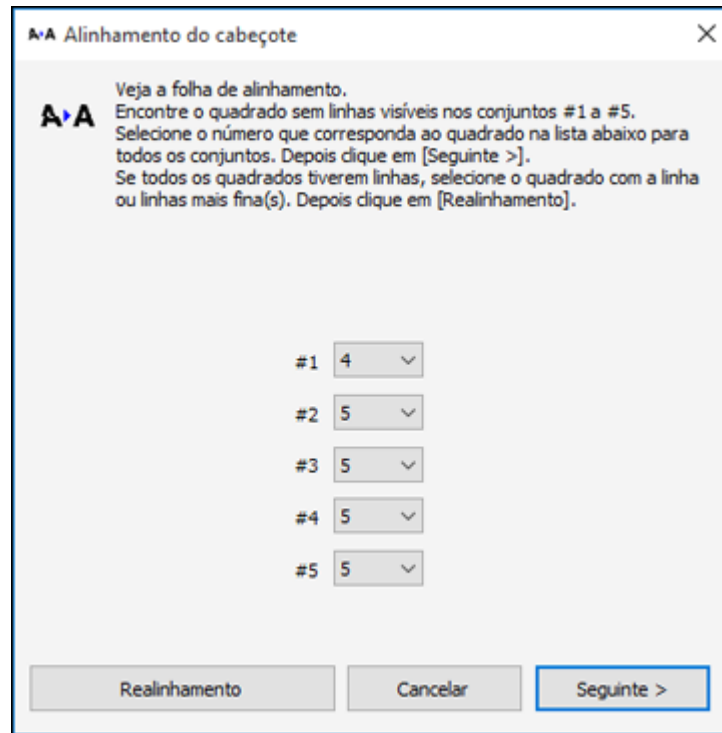 A▸A Alinhamento do cabeçote
A▸A
Veja a folha de alinhamento.
Encontre o quadrado sem linhas visíveis nos conjuntos #1 a #5.
Selecione o número que corresponda ao quadrado na lista abaixo para
todos os conjuntos. Depois clique em [Seguinte >].
Se todos os quadrados tiverem linhas, selecione o quadrado com a linha
ou linhas mais fina(s). Depois clique em [Realinhamento].
#1 4
#2 5
#3 5
#4 5
#5 5
Realinhamento Cancelar Seguinte >